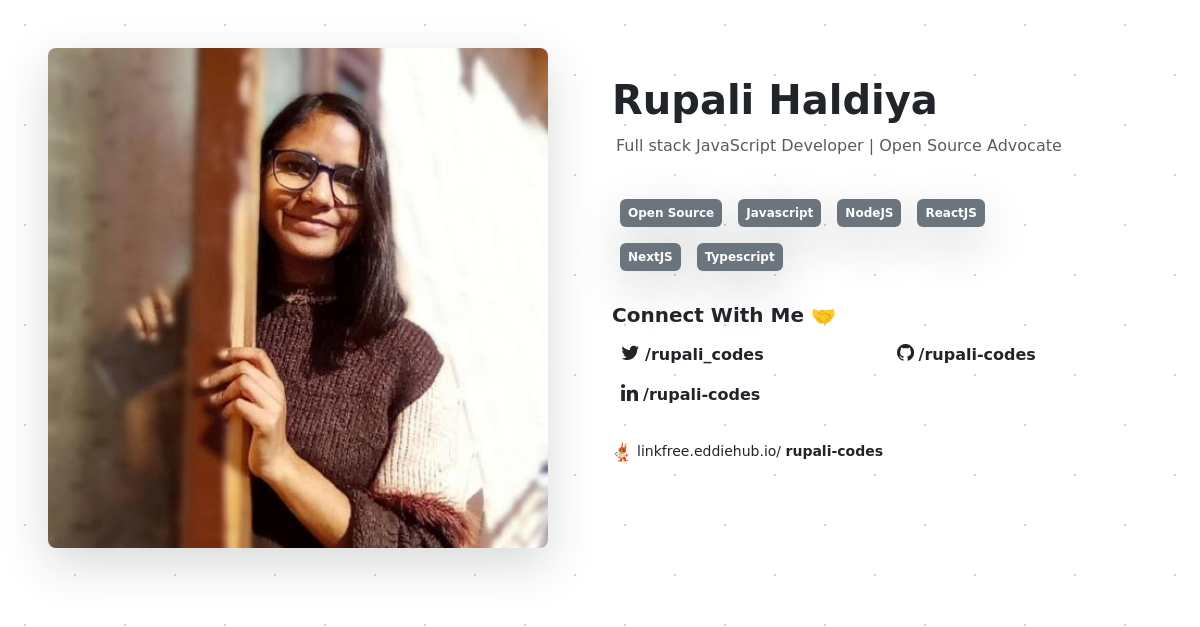 Rupali Haldiya
Full stack JavaScript Developer | Open Source Advocate
Open Source Javascript NodeJS ReactJS
NextJS Typescript
Connect With Me 🤝
/rupali_codes /rupali-codes
/rupali-codes
linkfree.eddiehub.io/ rupali-codes